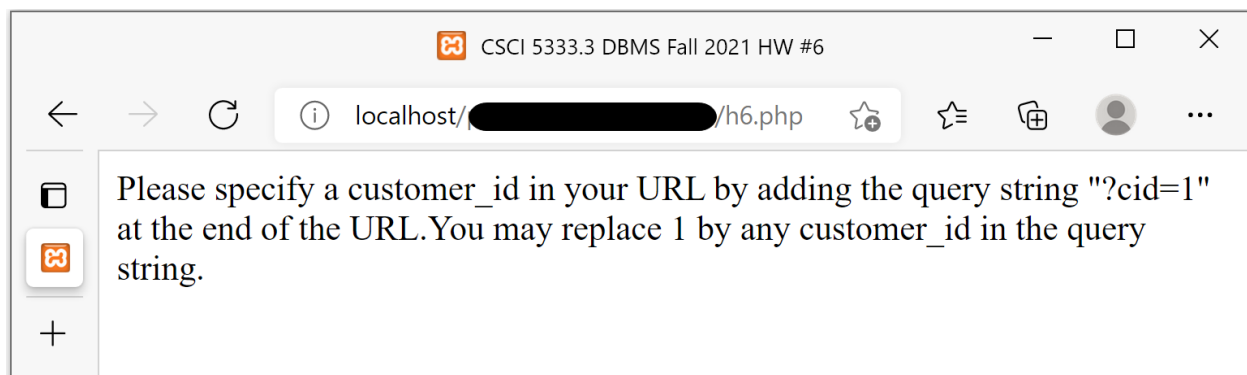 CSCI 5333.3 DBMS Fall 2021 HW #6
localhost/ /h6.php
Please specify a customer_id in your URL by adding the query string "?cid=1"
at the end of the URL.You may replace 1 by any customer_id in the query
string.